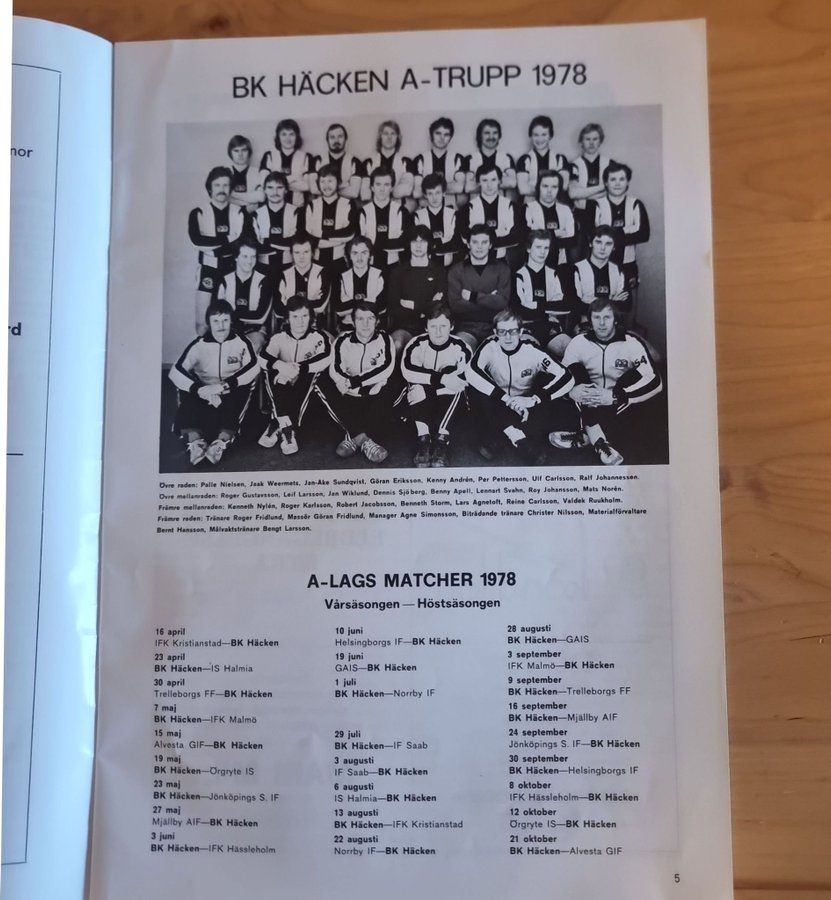 nor
rd
BK HÄCKEN A-TRUPP 1978
Övre raden: Palle Nielsen, Jaak Weermets, Jan-Åke Sundqvist, Göran Eriksson, Kenny Andrén, Per Pettersson, Ulf Carlsson, Ralf Johannessen.
Övre mellanraden: Roger Gustavsson, Leif Larsson, Jan Wiklund, Dennis Sjöberg, Benny Apell, Lennart Svahn, Roy Johansson, Mats Norén.
Främre mellanraden: Kenneth Nylén, Roger Karlsson, Robert Jacobsson, Benneth Storm, Lars Agnetoft, Reine Carlsson, Valdek Ruukholm.
Främre raden: Tränare Roger Fridlund, Massör Göran Fridlund, Manager Agne Simonsson, Biträdande tränare Christer Nilsson, Materialförvaltare
Bernt Hansson, Målvaktstränare Bengt Larsson.
A-LAGS MATCHER 1978
Vårsäsongen — Höstsäsongen
16 april
IFK Kristianstad—BK Häcken
23 april
BK Häcken—IS Halmia
30 april
Trelleborgs FF—BK Häcken
7 maj
BK Häcken—IFK Malmö
15 maj
Alvesta GIF—BK Häcken
19 maj
BK Häcken—Örgryte IS
23 maj
BK Häcken—Jönköpings S. IF
27 maj
Mjällby AIF—BK Häcken
3 juni
BK Häcken—IFK Hässleholm
10 juni
Helsingborgs IF—BK Häcken
19 juni
GAIS—BK Häcken
1 juli
BK Häcken—Norrby IF
29 juli
BK Häcken—IF Saab
3 augusti
IF Saab—BK Häcken
6 augusti
IS Halmia—BK Häcken
13 augusti
BK Häcken—IFK Kristianstad
22 augusti
Norrby IF—BK Häcken
28 augusti
BK Häcken—GAIS
3 september
IFK Malmö—BK Häcken
9 september
BK Häcken—Trelleborgs FF
16 september
BK Häcken—Mjällby AIF
24 september
Jönköpings S. IF—BK Häcken
30 september
BK Häcken—Helsingborgs IF
8 oktober
IFK Hässleholm—BK Häcken
12 oktober
Örgryte IS—BK Häcken
21 oktober
BK Häcken—Alvesta GIF
5